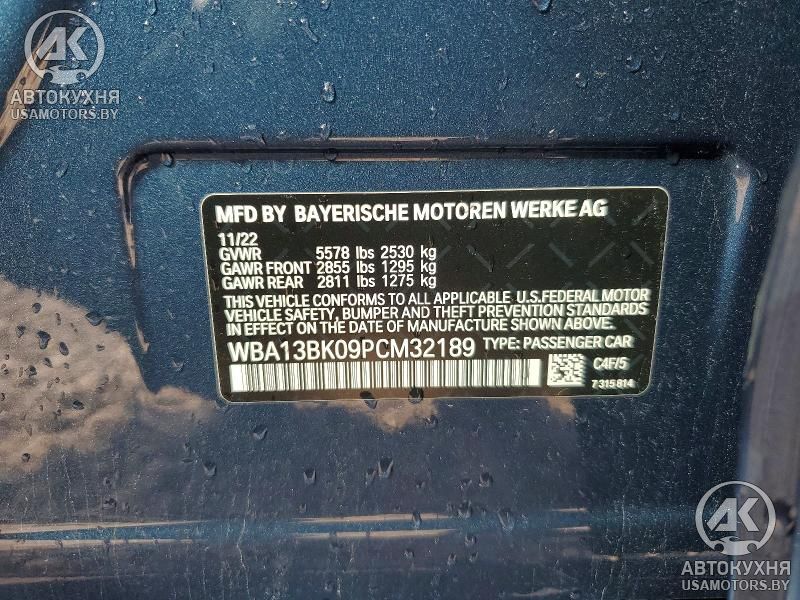 AK
АВТОКУХНЯ
USAMOTORS.BY
MFD BY BAYERISCHE MOTOREN WERKE AG
11/22
GVWR 5578 lbs 2530 kg
GAWR FRONT 2855 lbs 1295 kg
GAWR REAR 2811 lbs 1275 kg
THIS VEHICLE CONFORMS TO ALL APPLICABLE U.S.FEDERAL MOTOR
VEHICLE SAFETY, BUMPER AND THEFT PREVENTION STANDARDS
IN EFFECT ON THE DATE OF MANUFACTURE SHOWN ABOVE.
WBA13BK09PCM32189 TYPE: PASSENGER CAR
C4F/5
7315814
AK
АВТОКУХНЯ
USAMOTORS.BY